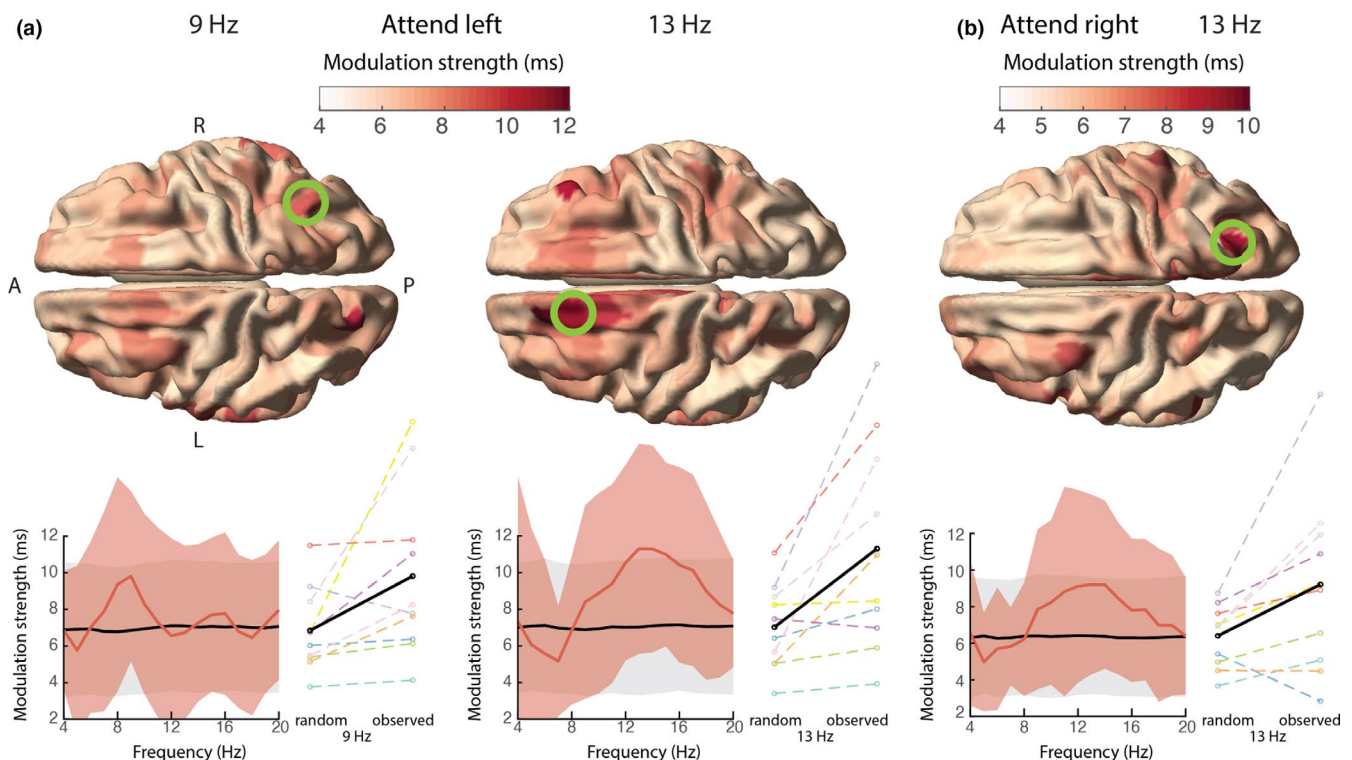 (a) 9 Hz Attend left 13 Hz (b) Attend right 13 Hz
Modulation strength (ms) Modulation strength (ms)
4 6 8 10 12 4 5 6 7 8 9 10
R
A P
L
Modulation strength (ms)
12
10
8
6
4
2
4 8 12 16 20
Frequency (Hz)
random observed
9 Hz
Modulation strength (ms)
12
10
8
6
4
2
4 8 12 16 20
Frequency (Hz)
random observed
13 Hz
Modulation strength (ms)
12
10
8
6
4
2
4 8 12 16 20
Frequency (Hz)
random observed
13 Hz